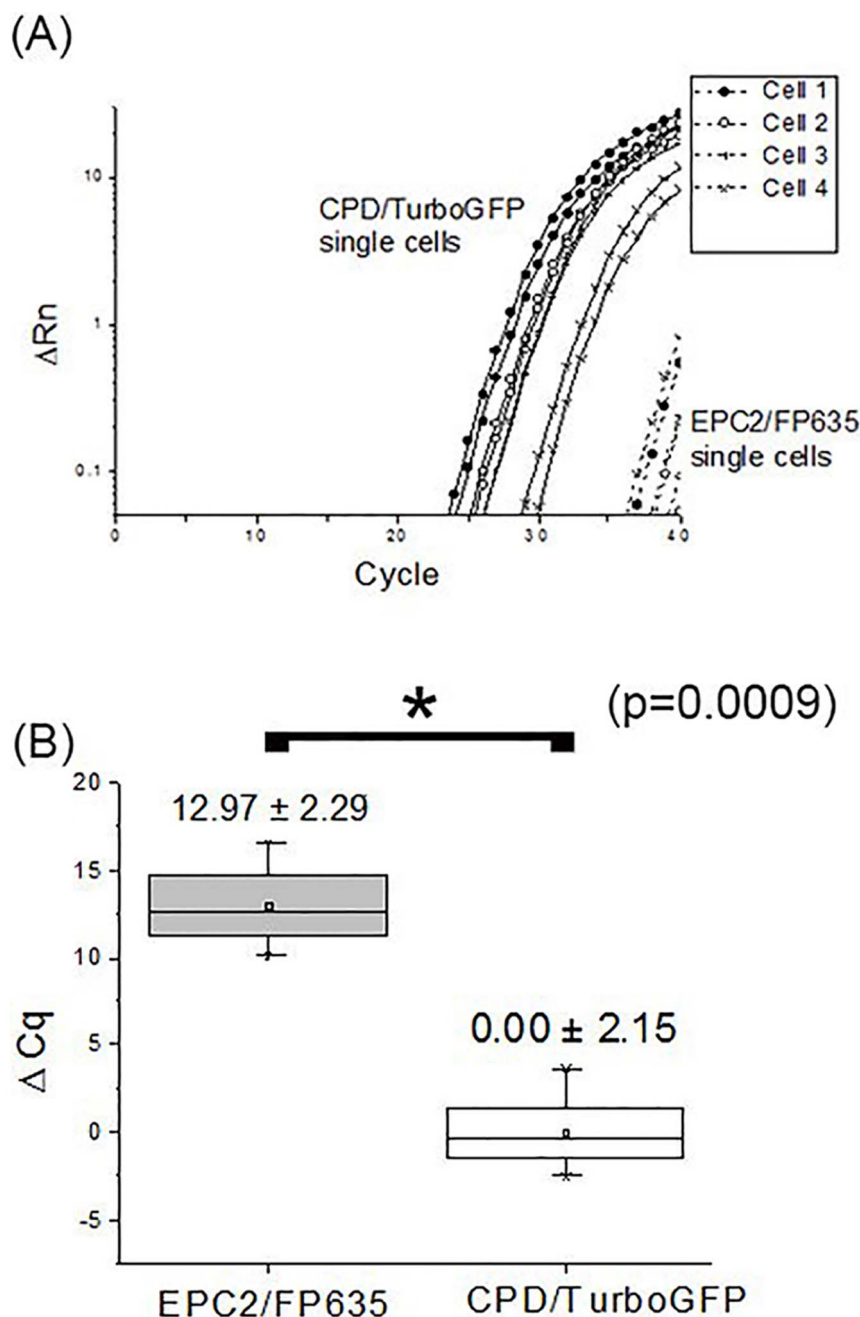 (A)
Cell 1
Cell 2
Cell 3
Cell 4
CPD/TurboGFP
single cells
EPC2/FP635
single cells
ΔRn
10
1
0.1
0
10
20
30
40
Cycle
(p=0.0009)
*
(B)
12.97 ± 2.29
0.00 ± 2.15
Δ Cq
20
15
10
5
0
-5
EPC2/FP635
CPD/TurboGFP